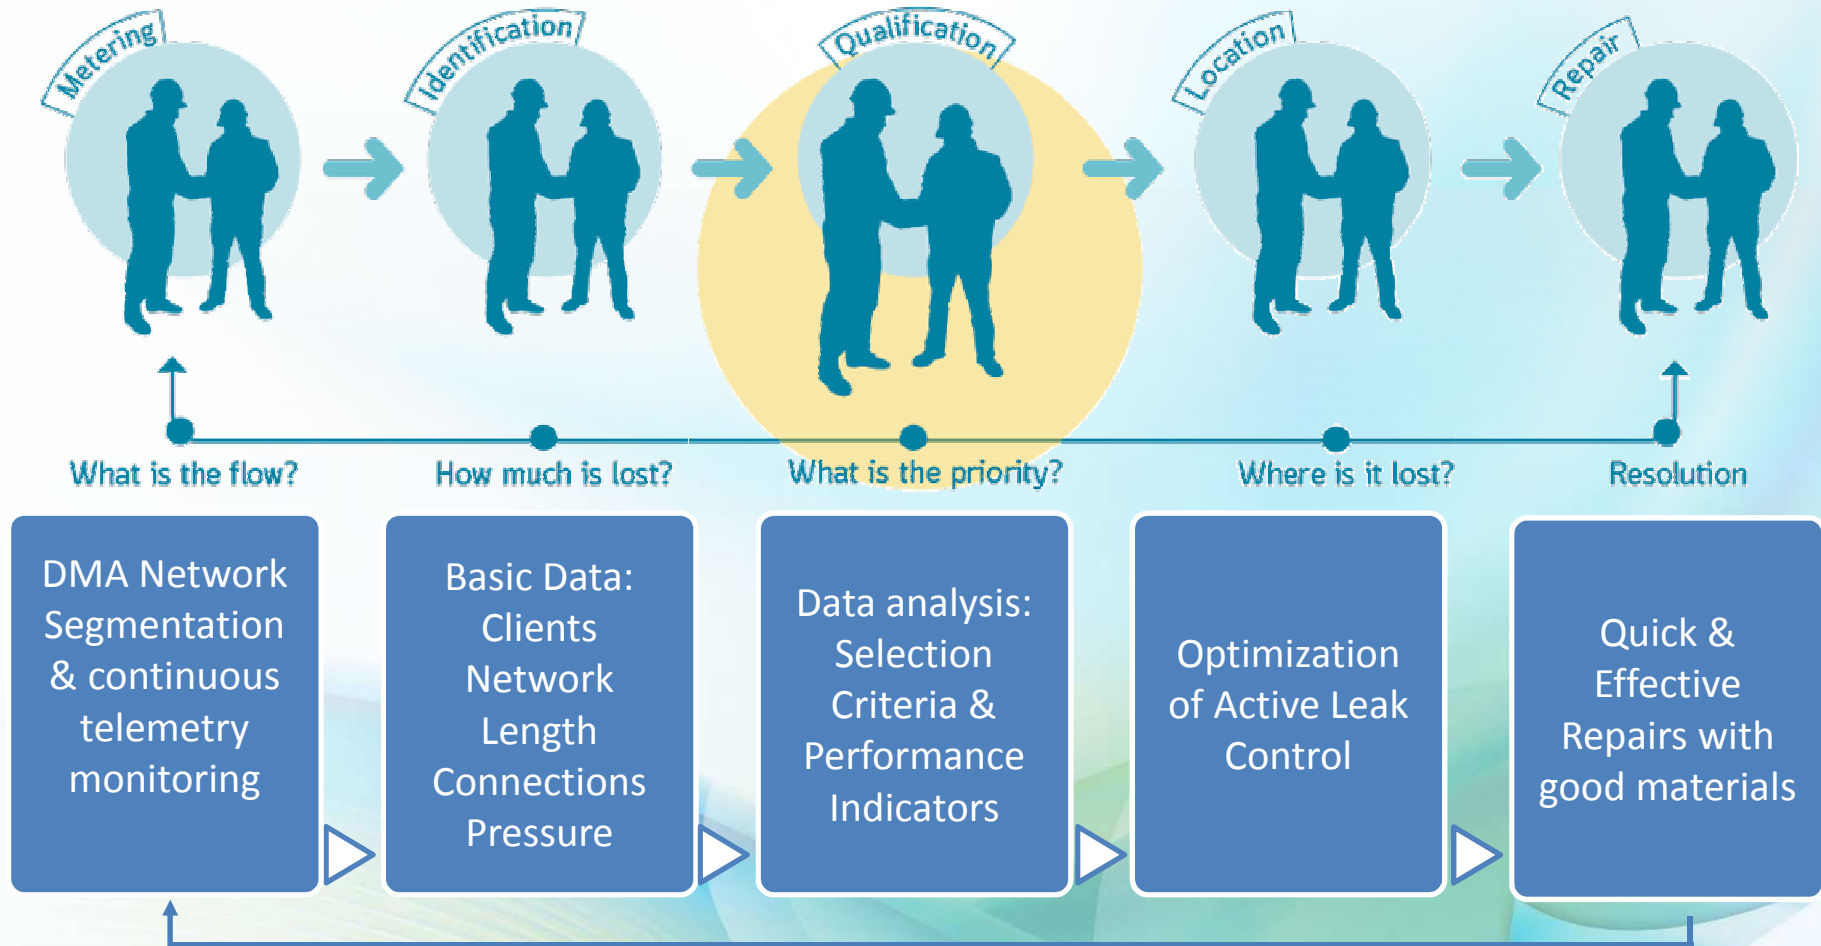 Metering
Identification
Qualification
Location
Repair
What is the flow?
How much is lost?
What is the priority?
Where is it lost?
Resolution
DMA Network
Segmentation
& continuous
telemetry
monitoring
Basic Data:
Clients
Network
Length
Connections
Pressure
Data analysis:
Selection
Criteria &
Performance
Indicators
Optimization
of Active Leak
Control
Quick &
Effective
Repairs with
good materials